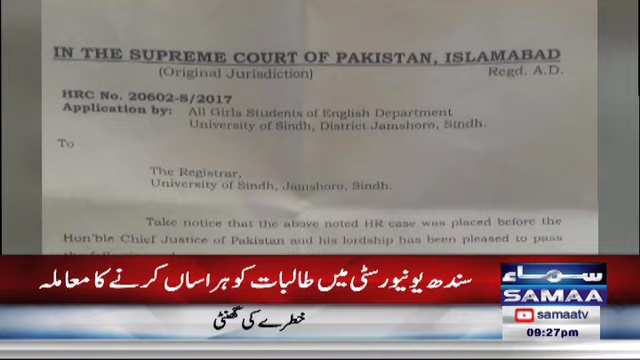 IN THE SUPREME COURT OF PAKISTAN, ISLAMABAD
(Original Jurisdiction) Regd. A.D.
HRC No. 20602-S/2017
Application by: All Girls Students of English Department
University of Sindh, District Jamshoro, Sindh.
To
The Registrar,
University of Sindh, Jamshoro, Sindh.
Take notice that the above noted HR case was placed before the
Hon'ble Chief Justice of Pakistan and his lordship has been pleased to pass
سندھ یونیورسٹی میں طالبات کو ہراساں کرنے کا معاملہ
خطرے کی گھنٹی
سماء
SAMAA
samaatv
09:27pm